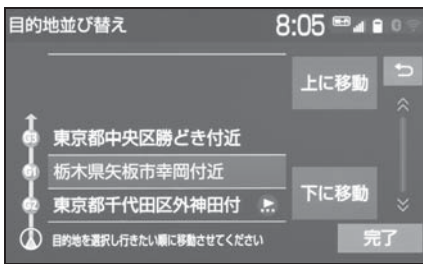 目的地並び替え 8:05
上に移動
G3 東京都中央区勝どき付近
G1 栃木県矢板市幸岡付近
G2 東京都千代田区外神田付
下に移動
目的地を選択し行きたい順に移動させてください
完了